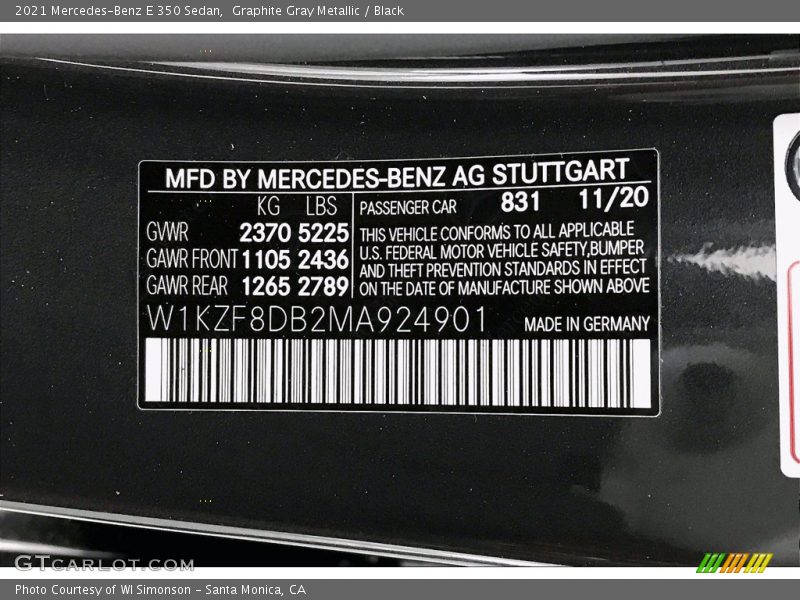 2021 Mercedes-Benz E 350 Sedan, Graphite Gray Metallic / Black
MFD BY MERCEDES-BENZ AG STUTTGART
KG LBS
GVWR 2370 5225
GAWR FRONT 1105 2436
GAWR REAR 1265 2789
PASSENGER CAR 831 11/20
THIS VEHICLE CONFORMS TO ALL APPLICABLE
U.S. FEDERAL MOTOR VEHICLE SAFETY,BUMPER
AND THEFT PREVENTION STANDARDS IN EFFECT
ON THE DATE OF MANUFACTURE SHOWN ABOVE
W1KZF8DB2MA924901
MADE IN GERMANY
GTCARLOT.COM
Photo Courtesy of WI Simonson - Santa Monica, CA